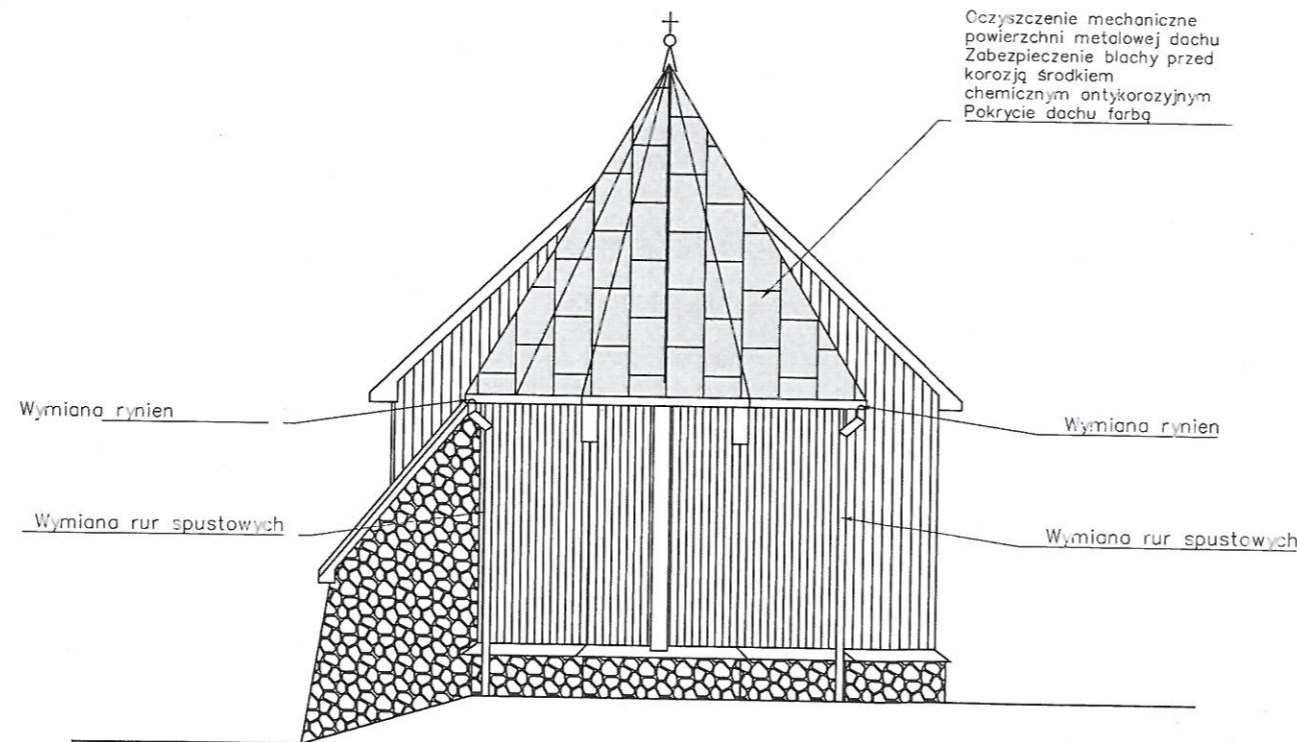 Oczyszczenie mechaniczne
powierzchni metalowej dachu
Zabezpieczenie blachy przed
korozją środkiem
chemicznym antykorozyjnym
Pokrycie dachu farbą
Wymiana rynien
Wymiana rynien
Wymiana rur spustowych
Wymiana rur spustowych